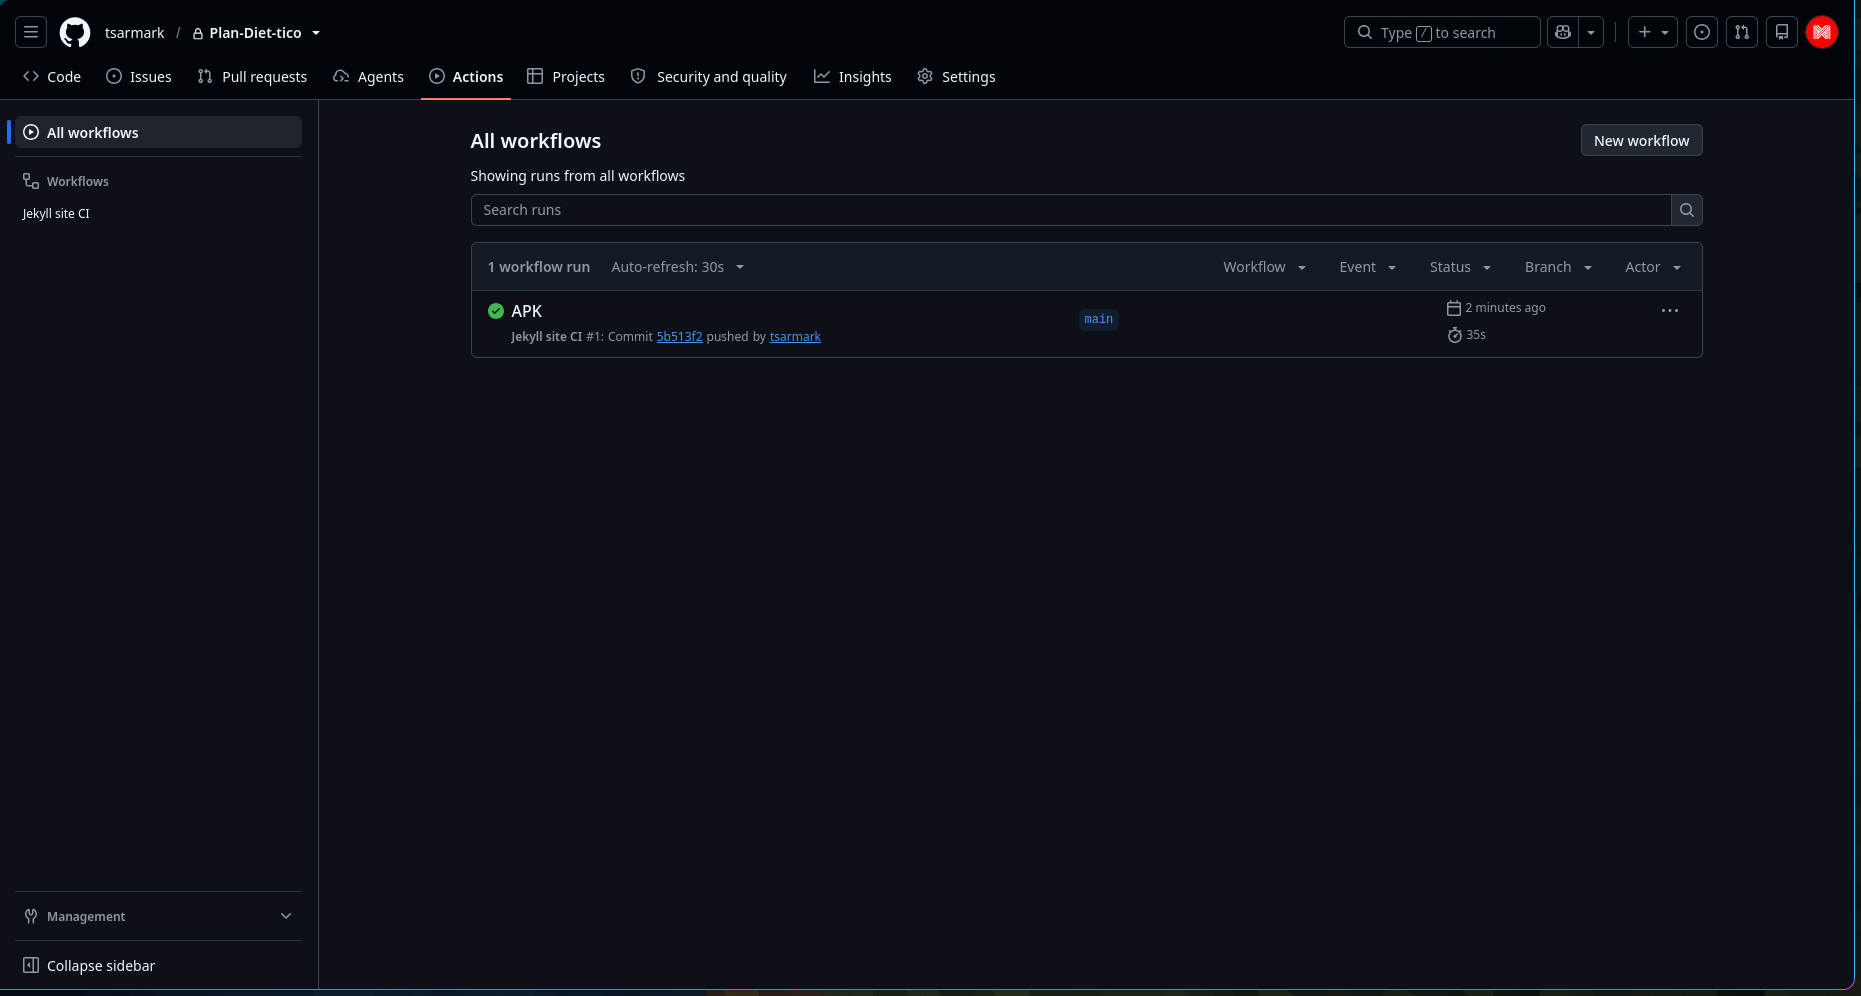 tsarmark / Plan-Diet-tico
Type / to search
Code Issues Pull requests Agents Actions Projects Security and quality Insights Settings
All workflows
Workflows
Jekyll site CI
Management
Collapse sidebar
All workflows
New workflow
Showing runs from all workflows
Search runs
1 workflow run Auto-refresh: 30s Workflow Event Status Branch Actor
APK
Jekyll site CI #1: Commit 5b513f2 pushed by tsarmark
main
2 minutes ago
35s